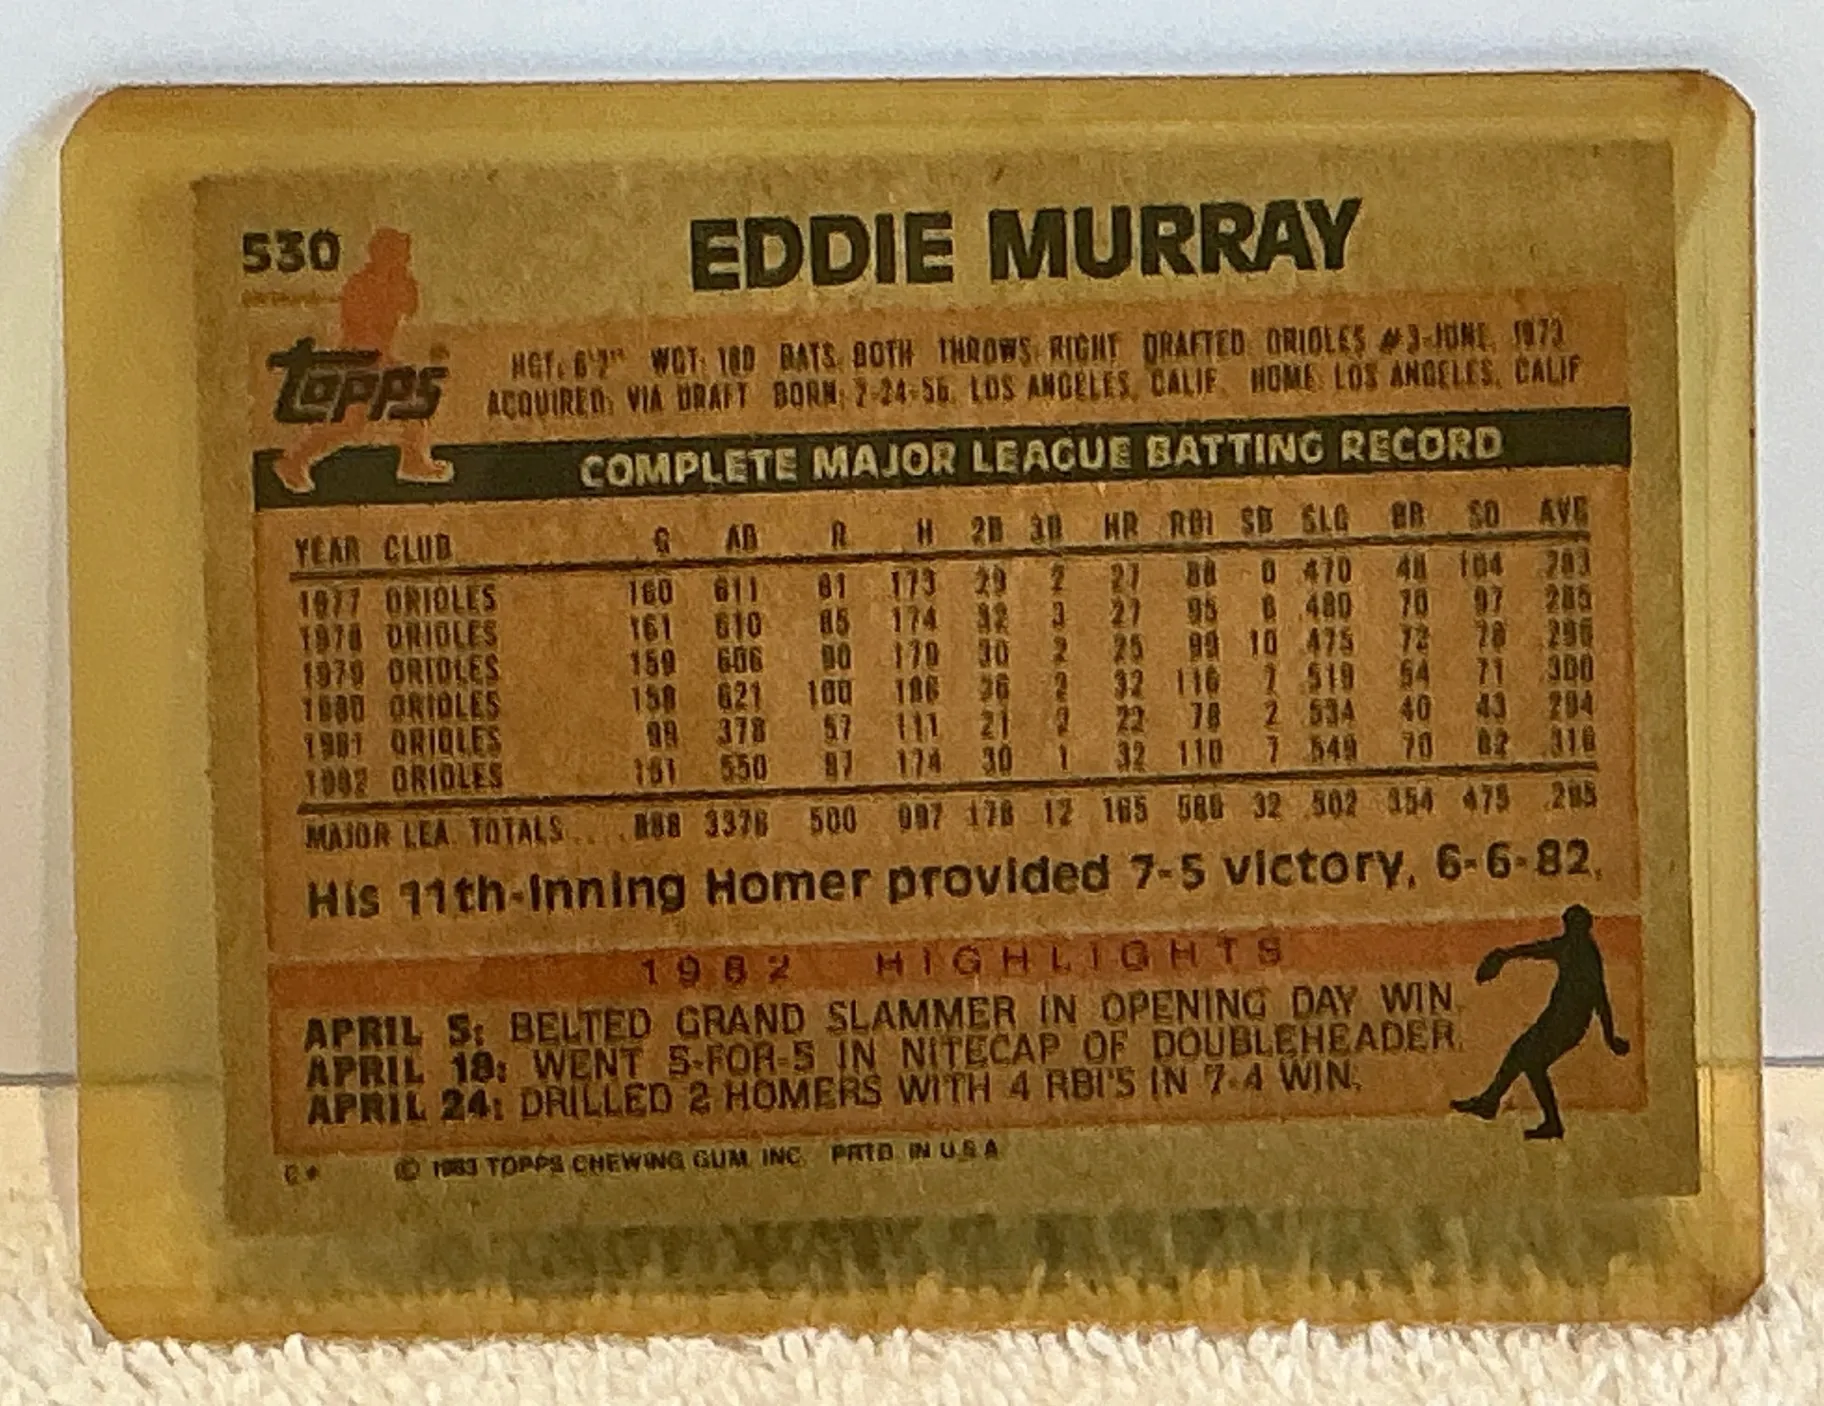 530 EDDIE MURRAY
topps
HGT: 6'2" WGT: 180 BATS: BOTH THROWS: RIGHT DRAFTED: ORIOLES #3-JUNE, 1973
ACQUIRED: VIA DRAFT BORN: 2-24-56, LOS ANGELES, CALIF. HOME: LOS ANGELES, CALIF
COMPLETE MAJOR LEAGUE BATTING RECORD
YEAR CLUB G AB R H 2B 3B HR RBI SB SLG BB SO AVG
1977 ORIOLES 160 611 81 173 29 2 27 88 0 .470 48 104 .283
1978 ORIOLES 161 610 85 174 32 3 27 95 6 .480 70 97 .285
1979 ORIOLES 159 606 90 179 30 2 25 99 10 .475 72 78 .295
1980 ORIOLES 158 621 100 186 36 2 32 116 7 .519 54 71 .300
1981 ORIOLES 99 378 57 111 21 2 22 78 2 .534 40 43 .294
1982 ORIOLES 151 550 87 174 30 1 32 110 7 .549 70 82 .316
MAJOR LEA. TOTALS.... 888 3376 500 997 178 12 165 586 32 .502 354 475 .295
His 11th-Inning Homer provided 7-5 victory, 6-6-82.
1982 HIGHLIGHTS
APRIL 5: BELTED GRAND SLAMMER IN OPENING DAY WIN.
APRIL 18: WENT 5-FOR-5 IN NITECAP OF DOUBLEHEADER.
APRIL 24: DRILLED 2 HOMERS WITH 4 RBI'S IN 7-4 WIN.
C* © 1983 TOPPS CHEWING GUM, INC. PRTD. IN U.S.A.